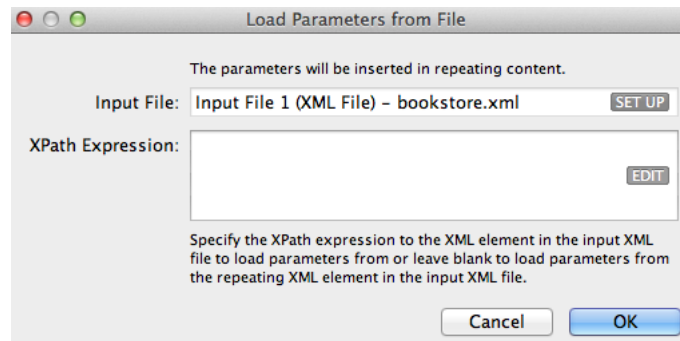 Load Parameters from File
The parameters will be inserted in repeating content.
Input File: Input File 1 (XML File) – bookstore.xml SET UP
XPath Expression: EDIT
Specify the XPath expression to the XML element in the input XML
file to load parameters from or leave blank to load parameters from
the repeating XML element in the input XML file.
Cancel OK